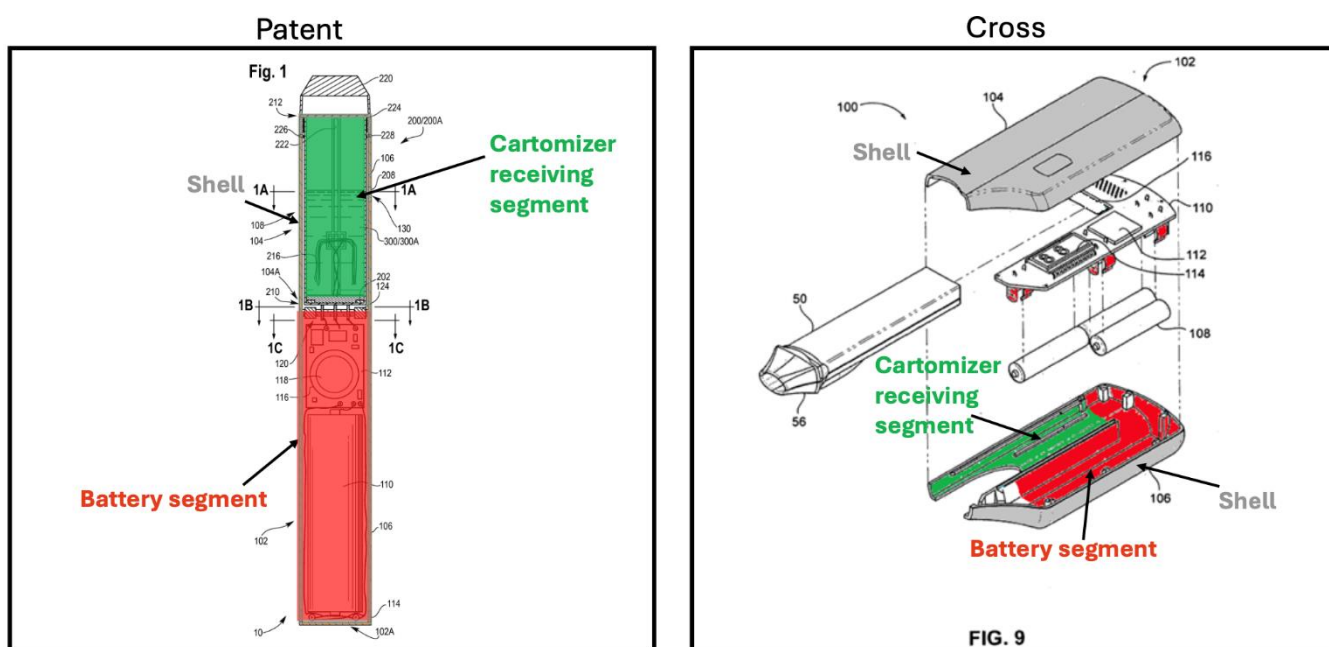 Patent
Fig. 1
220
212
224
226
228
222
200/200A
Cartomizer
receiving
segment
106
208
1A
1A
Shell
108
130
104
300/300A
216
104A
202
124
210
1B
1B
1C
1C
120
118
112
116
Battery segment
110
106
102
114
10
102A
Cross
102
104
100
Shell
116
110
112
114
50
108
Cartomizer
receiving
segment
56
106
Shell
Battery segment
FIG. 9